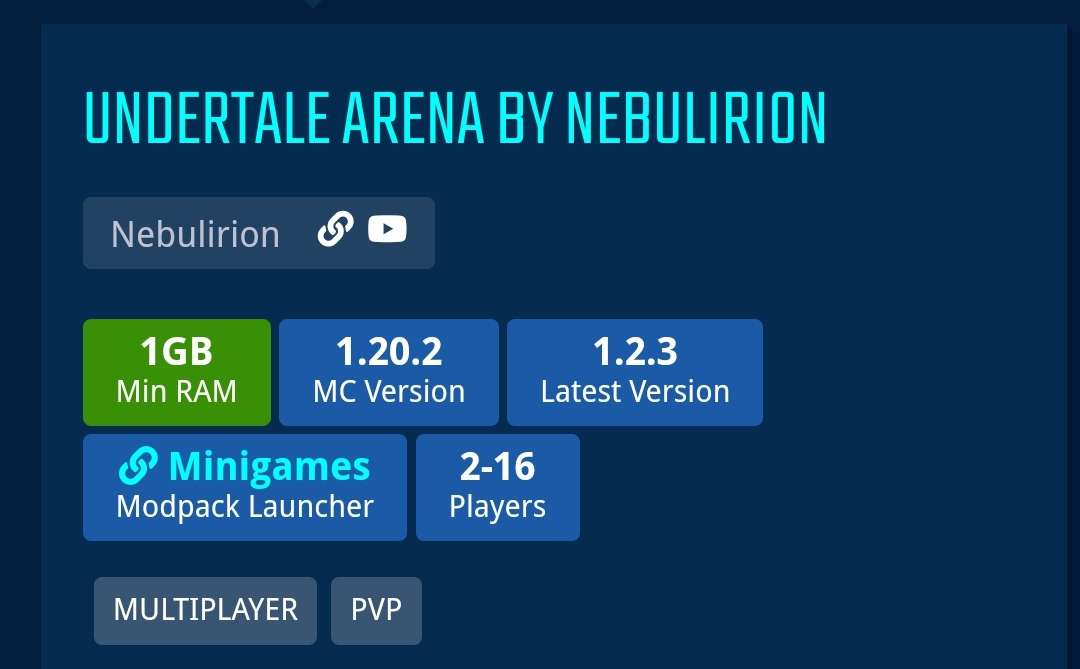 UNDERTALE ARENA BY NEBULIRION
Nebulirion
1GB
Min RAM
1.20.2
MC Version
1.2.3
Latest Version
Minigames
Modpack Launcher
2-16
Players
MULTIPLAYER
PVP